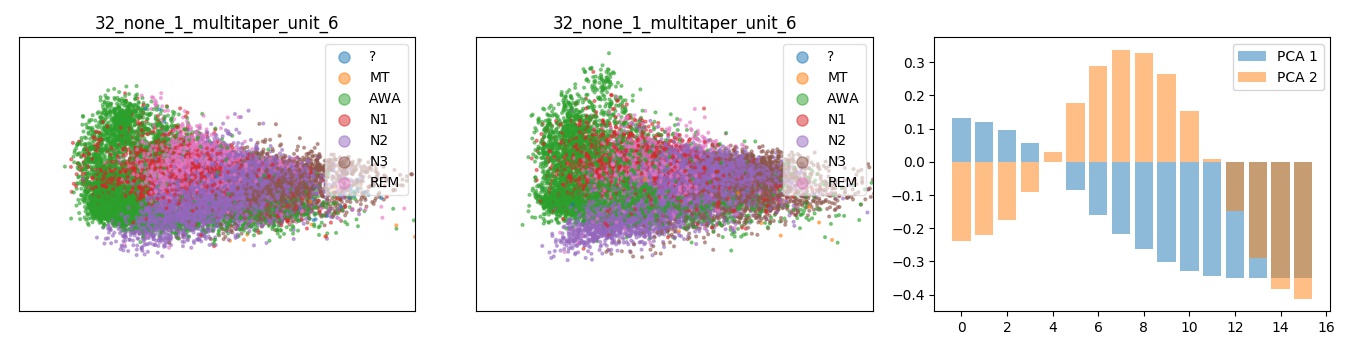 32_none_1_multitaper_unit_6
?
MT
AWA
N1
N2
N3
REM
32_none_1_multitaper_unit_6
?
MT
AWA
N1
N2
N3
REM
PCA 1
PCA 2
0.3
0.2
0.1
0.0
−0.1
−0.2
−0.3
−0.4
0 2 4 6 8 10 12 14 16